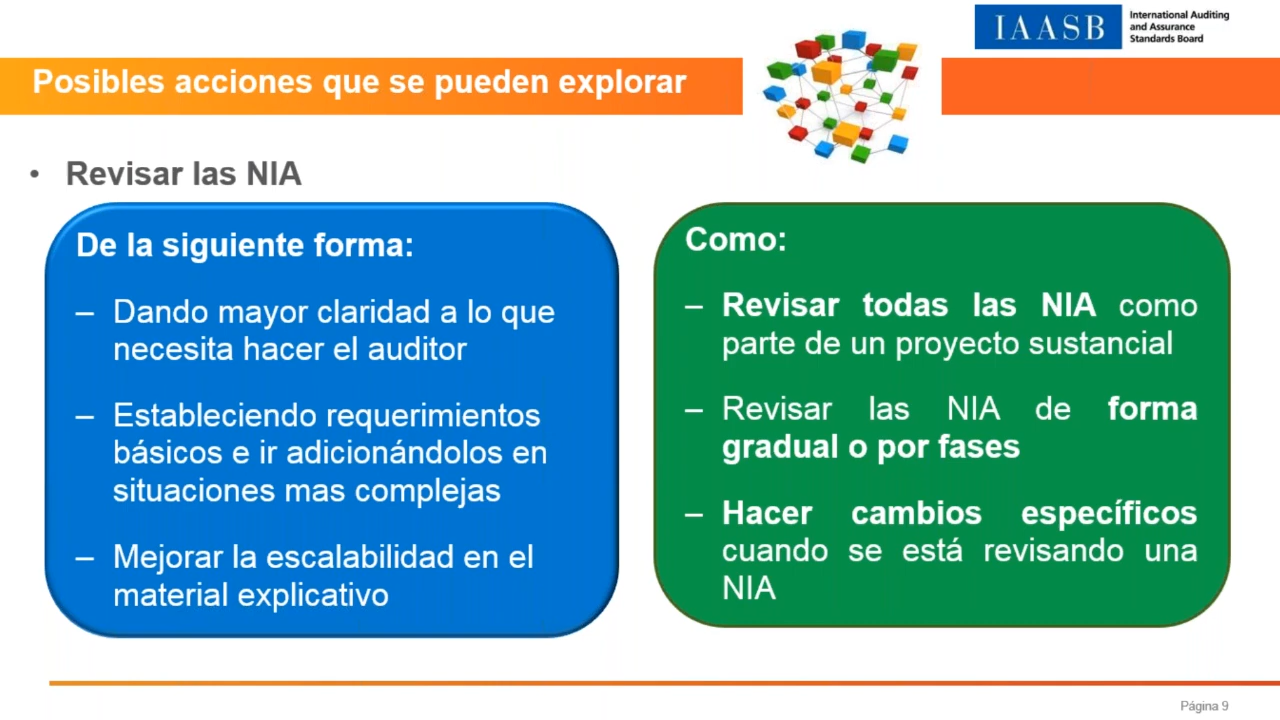 IAASB
International Auditing
and Assurance
Standards Board
Posibles acciones que se pueden explorar
• Revisar las NIA
De la siguiente forma:
– Dando mayor claridad a lo que
necesita hacer el auditor
– Estableciendo requerimientos
básicos e ir adicionándolos en
situaciones mas complejas
– Mejorar la escalabilidad en el
material explicativo
Como:
– Revisar todas las NIA como
parte de un proyecto sustancial
– Revisar las NIA de forma
gradual o por fases
– Hacer cambios específicos
cuando se está revisando una
NIA
Página 9